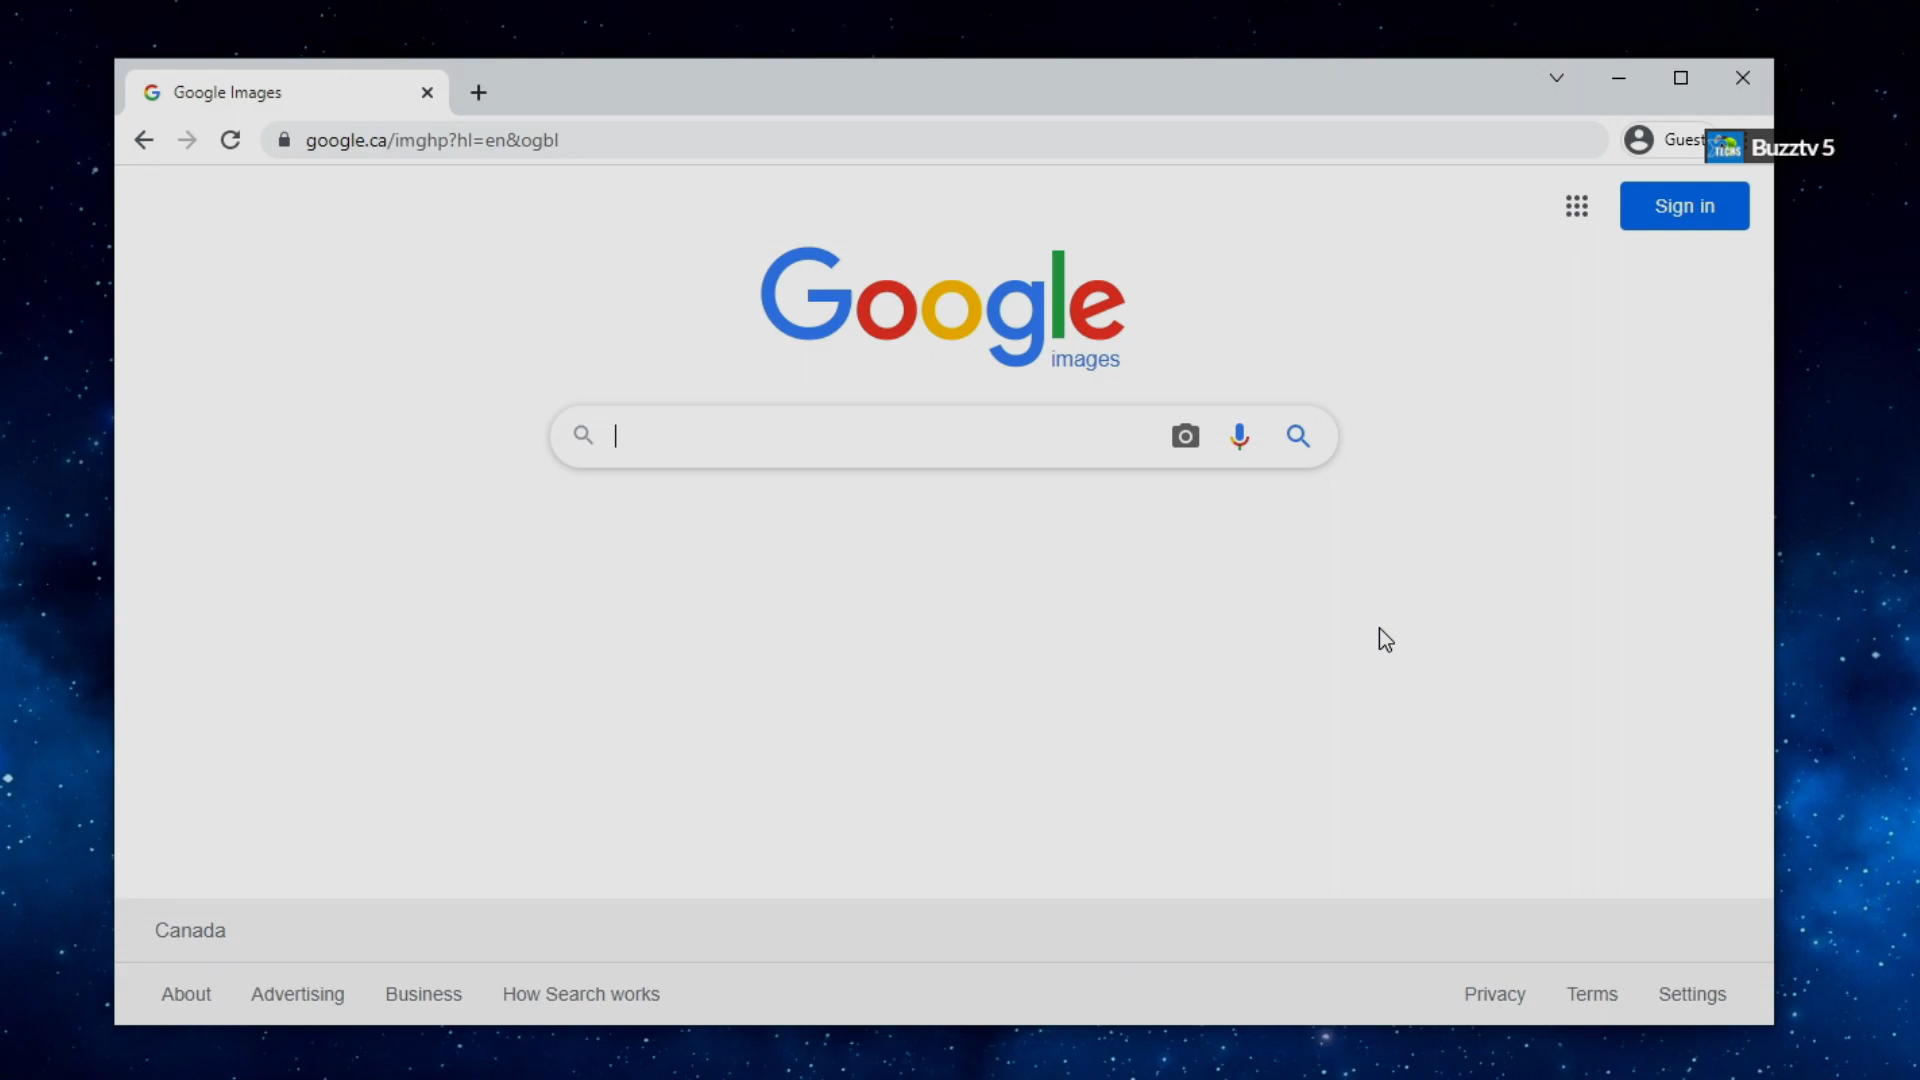 Google Images
google.ca/imghp?hl=en&ogbl
Guest
TECHS
Buzztv 5
Sign in
Google
images
Canada
About
Advertising
Business
How Search works
Privacy
Terms
Settings